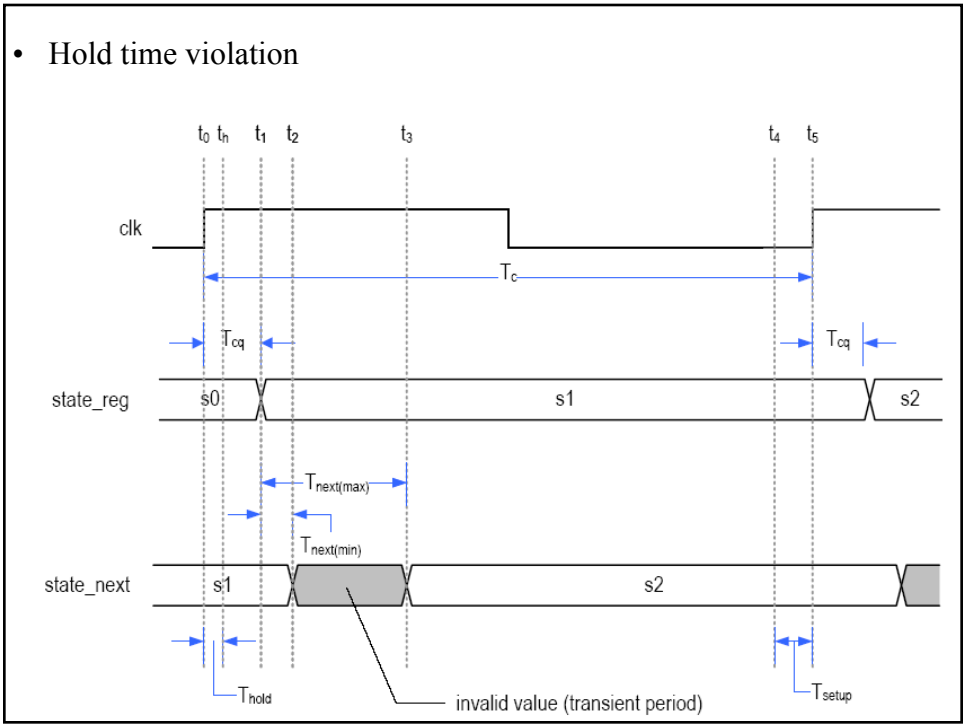 • Hold time violation
t0 th t1 t2 t3 t4 t5
clk
Tc
Tcq Tcq
state_reg s0 s1 s2
Tnext(max)
Tnext(min)
state_next s1 s2
Thold invalid value (transient period) Tsetup